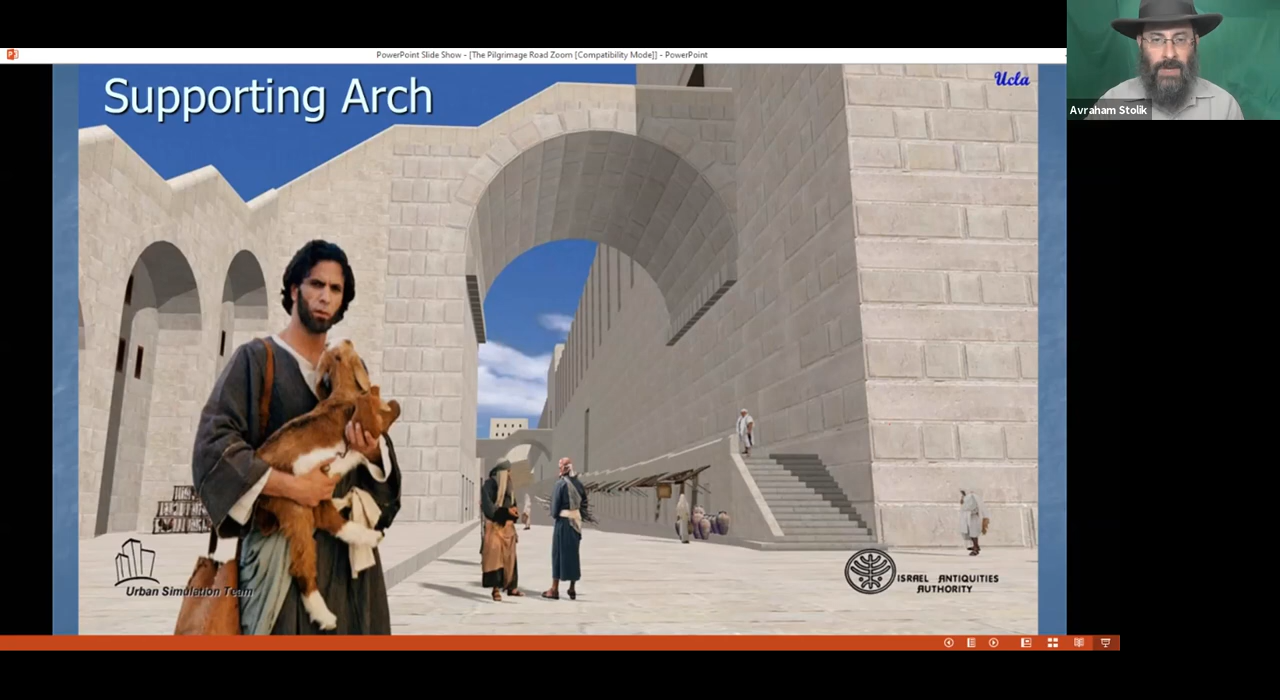 PowerPoint Slide Show - [The Pilgrimage Road Zoom [Compatibility Mode]] - PowerPoint
Supporting Arch
Ucla
Avraham Stolik
Urban Simulation Team
ISRAEL ANTIQUITIES
AUTHORITY